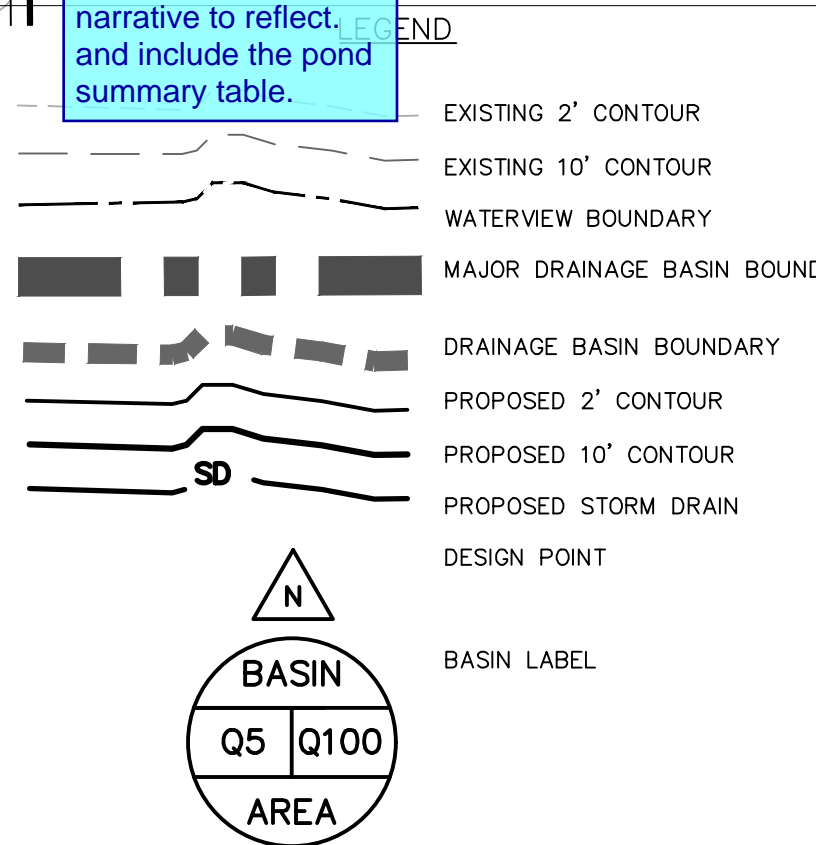 narrative to reflect.
and include the pond
summary table.
LEGEND
EXISTING 2' CONTOUR
EXISTING 10' CONTOUR
WATERVIEW BOUNDARY
MAJOR DRAINAGE BASIN BOUND
DRAINAGE BASIN BOUNDARY
PROPOSED 2' CONTOUR
PROPOSED 10' CONTOUR
SD
PROPOSED STORM DRAIN
DESIGN POINT
N
BASIN LABEL
BASIN
Q5 Q100
AREA